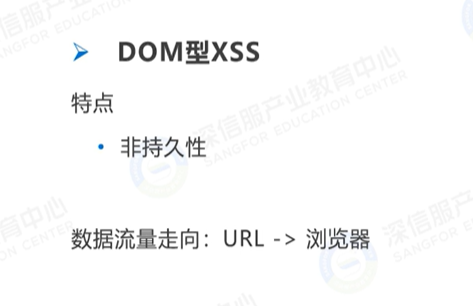 DOM型XSS
特点
• 非持久性
数据流量走向：URL -> 浏览器
深信服产业教育中心
SANGFOR EDUCATION CENTER